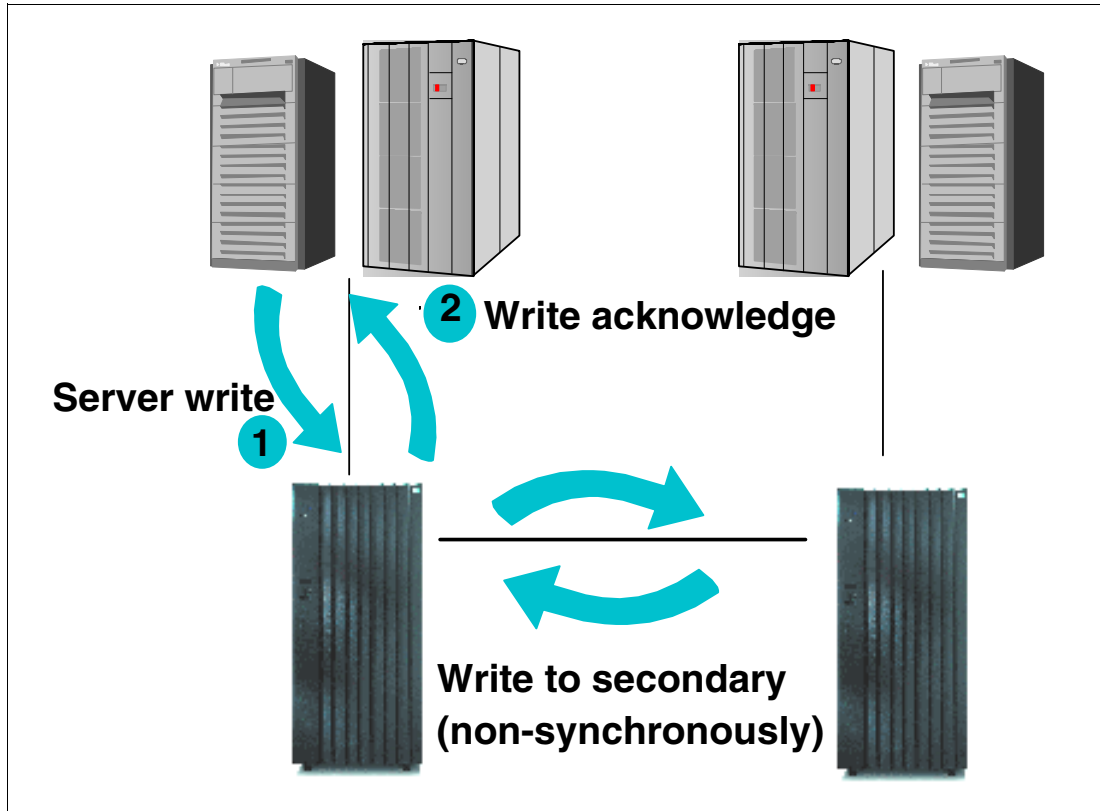 2 Write acknowledge
Server write
1
Write to secondary
(non-synchronously)